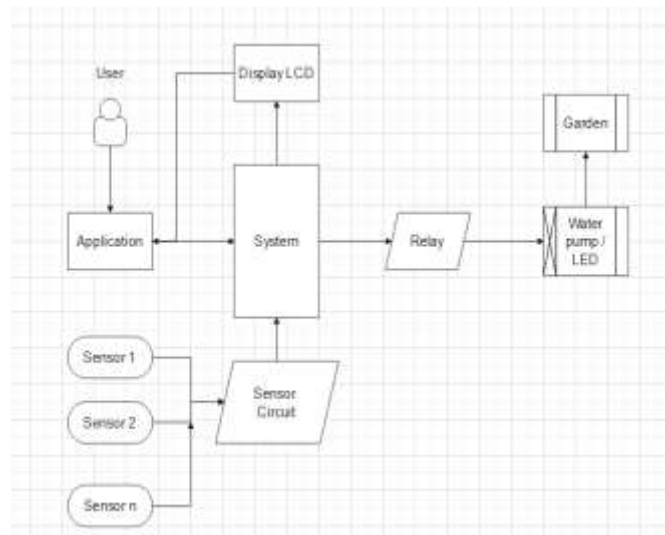 User
Display LCD
Garden
Application
System
Relay
Water
pump /
LED
Sensor 1
Sensor 2
Sensor n
Sensor
Circuit